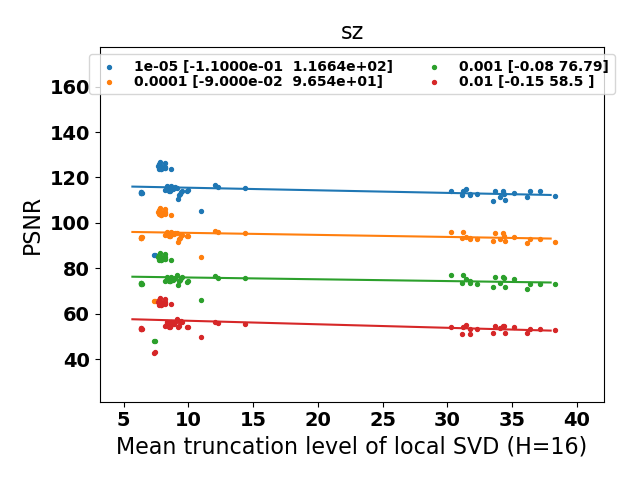 sz
1e-05 [-1.1000e-01  1.1664e+02]
0.0001 [-9.000e-02  9.654e+01]
0.001 [-0.08 76.79]
0.01 [-0.15 58.5 ]
160
140
120
100
80
60
40
PSNR
5 10 15 20 25 30 35 40
Mean truncation level of local SVD (H=16)